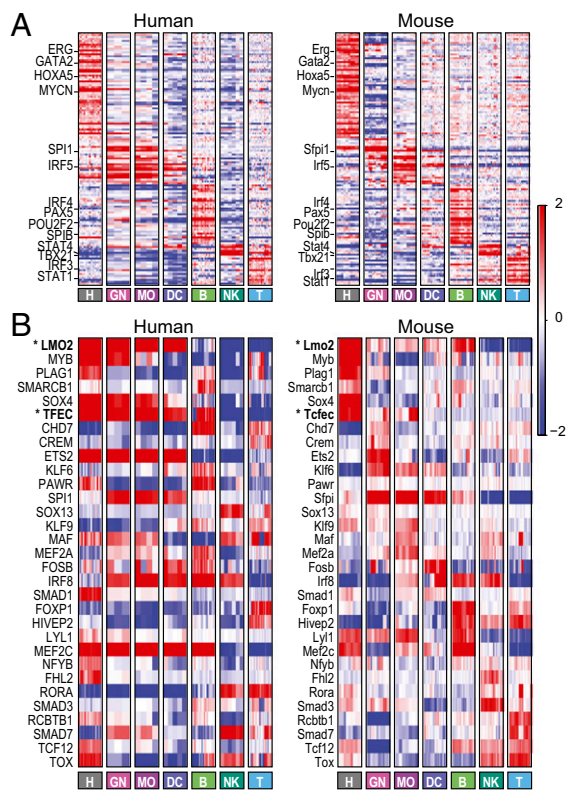 A
Human
Mouse
ERG
GATA2
HOXA5
MYCN
SPI1
IRF5
IRF4
PAX5
POU2F2
SPIB
STAT4
TBX21
IRF3
STAT1
Erg
Gata2
Hoxa5
Mycn
Sfpi1
Irf5
Irf4
Pax5
Pou2f2
Spib
Stat4
Tbx21
Irf3
Stat1
H GN MO DC B NK T
H GN MO DC B NK T
2
0
−2
B
Human
Mouse
* LMO2
MYB
PLAG1
SMARCB1
SOX4
* TFEC
CHD7
CREM
ETS2
KLF6
PAWR
SPI1
SOX13
KLF9
MAF
MEF2A
FOSB
IRF8
SMAD1
FOXP1
HIVEP2
LYL1
MEF2C
NFYB
FHL2
RORA
SMAD3
RCBTB1
SMAD7
TCF12
TOX
* Lmo2
Myb
Plag1
Smarcb1
Sox4
* Tcfec
Chd7
Crem
Ets2
Klf6
Pawr
Sfpi
Sox13
Klf9
Maf
Mef2a
Fosb
Irf8
Smad1
Foxp1
Hivep2
Lyl1
Mef2c
Nfyb
Fhl2
Rora
Smad3
Rcbtb1
Smad7
Tcf12
Tox
H GN MO DC B NK T
H GN MO DC B NK T